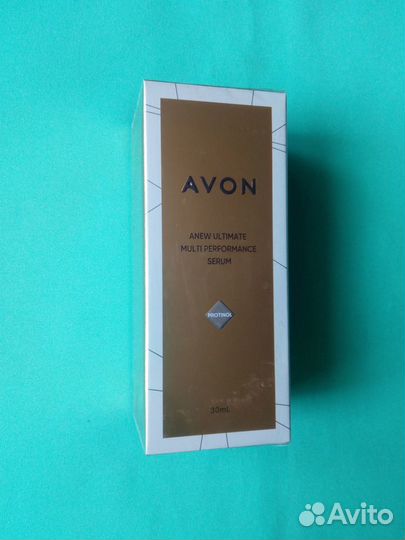 AVON
ANEW ULTIMATE
MULTI PERFORMANCE
SERUM
PROTINOL
30mL
Avito